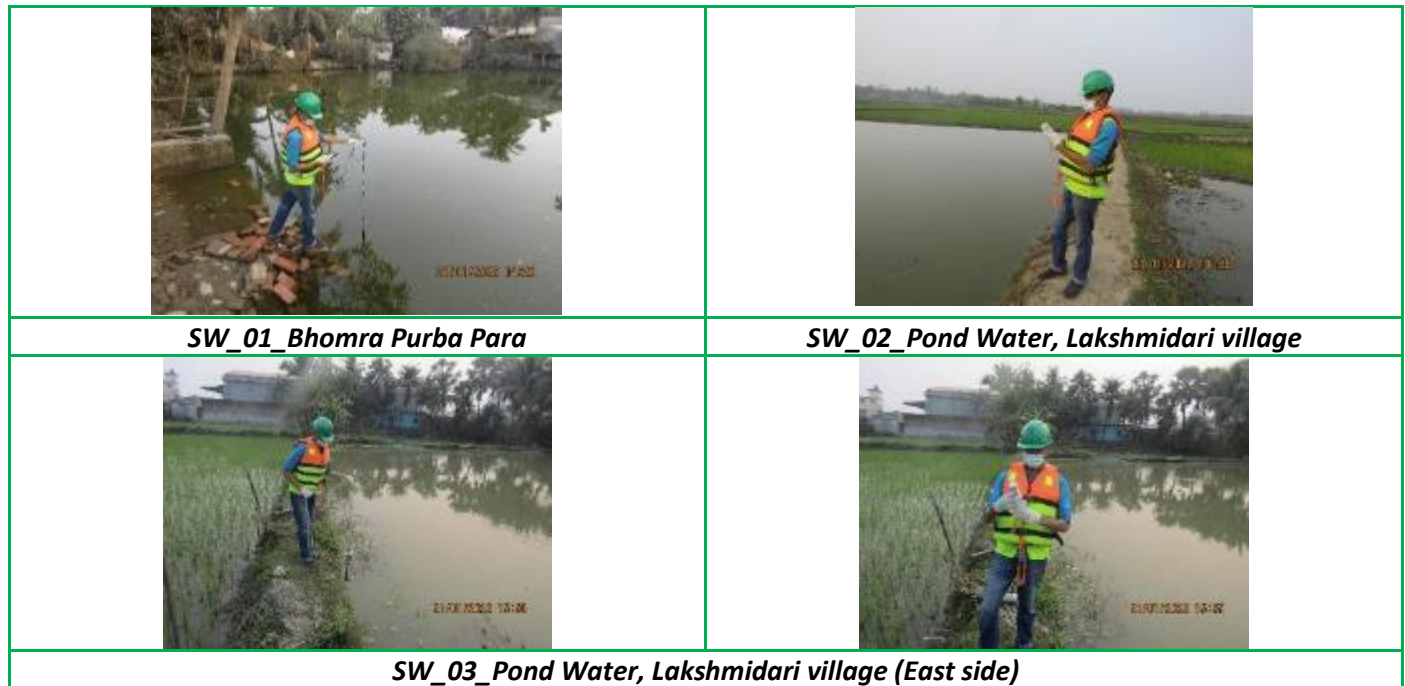 SW_01_Bhomra Purba Para
SW_02_Pond Water, Lakshmidari village
SW_03_Pond Water, Lakshmidari village (East side)